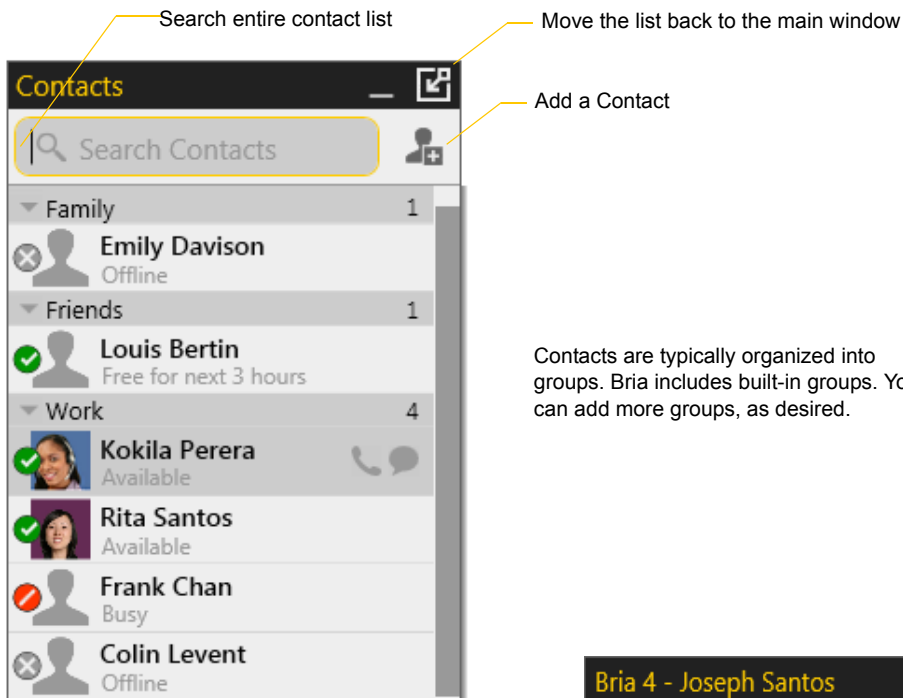 Search entire contact list
Move the list back to the main window
Contacts
Add a Contact
Search Contacts
Family 1
Emily Davison
Offline
Friends 1
Louis Bertin
Free for next 3 hours
Work 4
Kokila Perera
Available
Rita Santos
Available
Frank Chan
Busy
Colin Levent
Offline
Contacts are typically organized into
groups. Bria includes built-in groups.
can add more groups, as desired.
Bria 4 - Joseph Santos